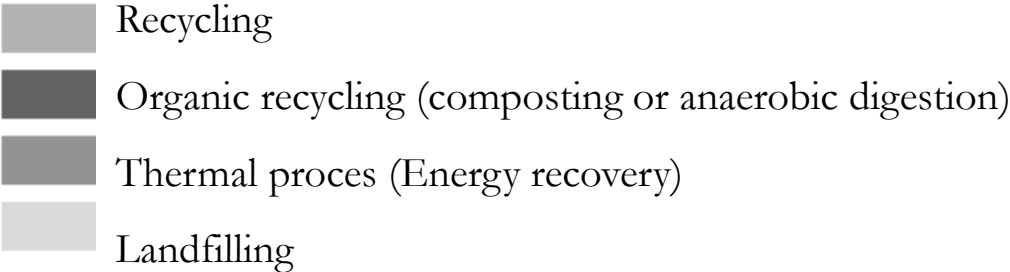 Recycling
Organic recycling (composting or anaerobic digestion)
Thermal proces (Energy recovery)
Landfilling